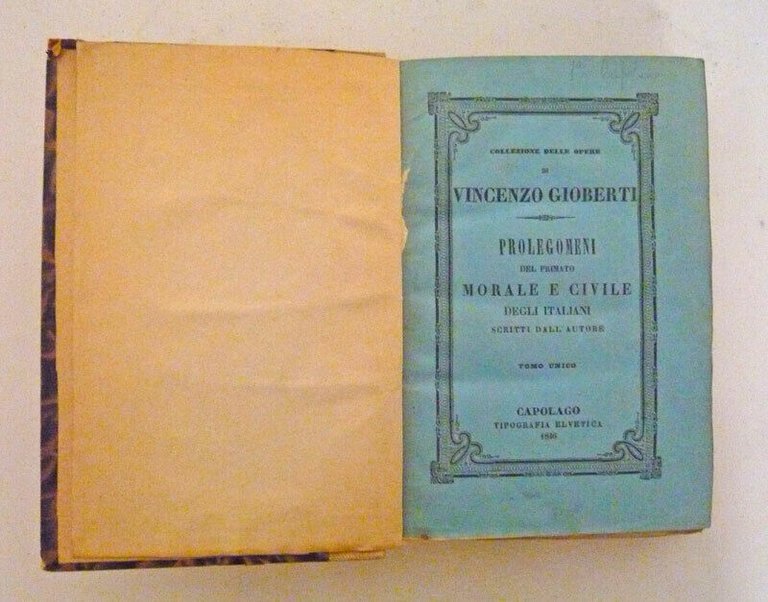 COLLEZIONE DELLE OPERE
DI
VINCENZO GIOBERTI
PROLEGOMENI
DEL PRIMATO
MORALE E CIVILE
DEGLI ITALIANI
SCRITTI DALL'AUTORE
TOMO UNICO
CAPOLAGO
TIPOGRAFIA ELVETICA
1846